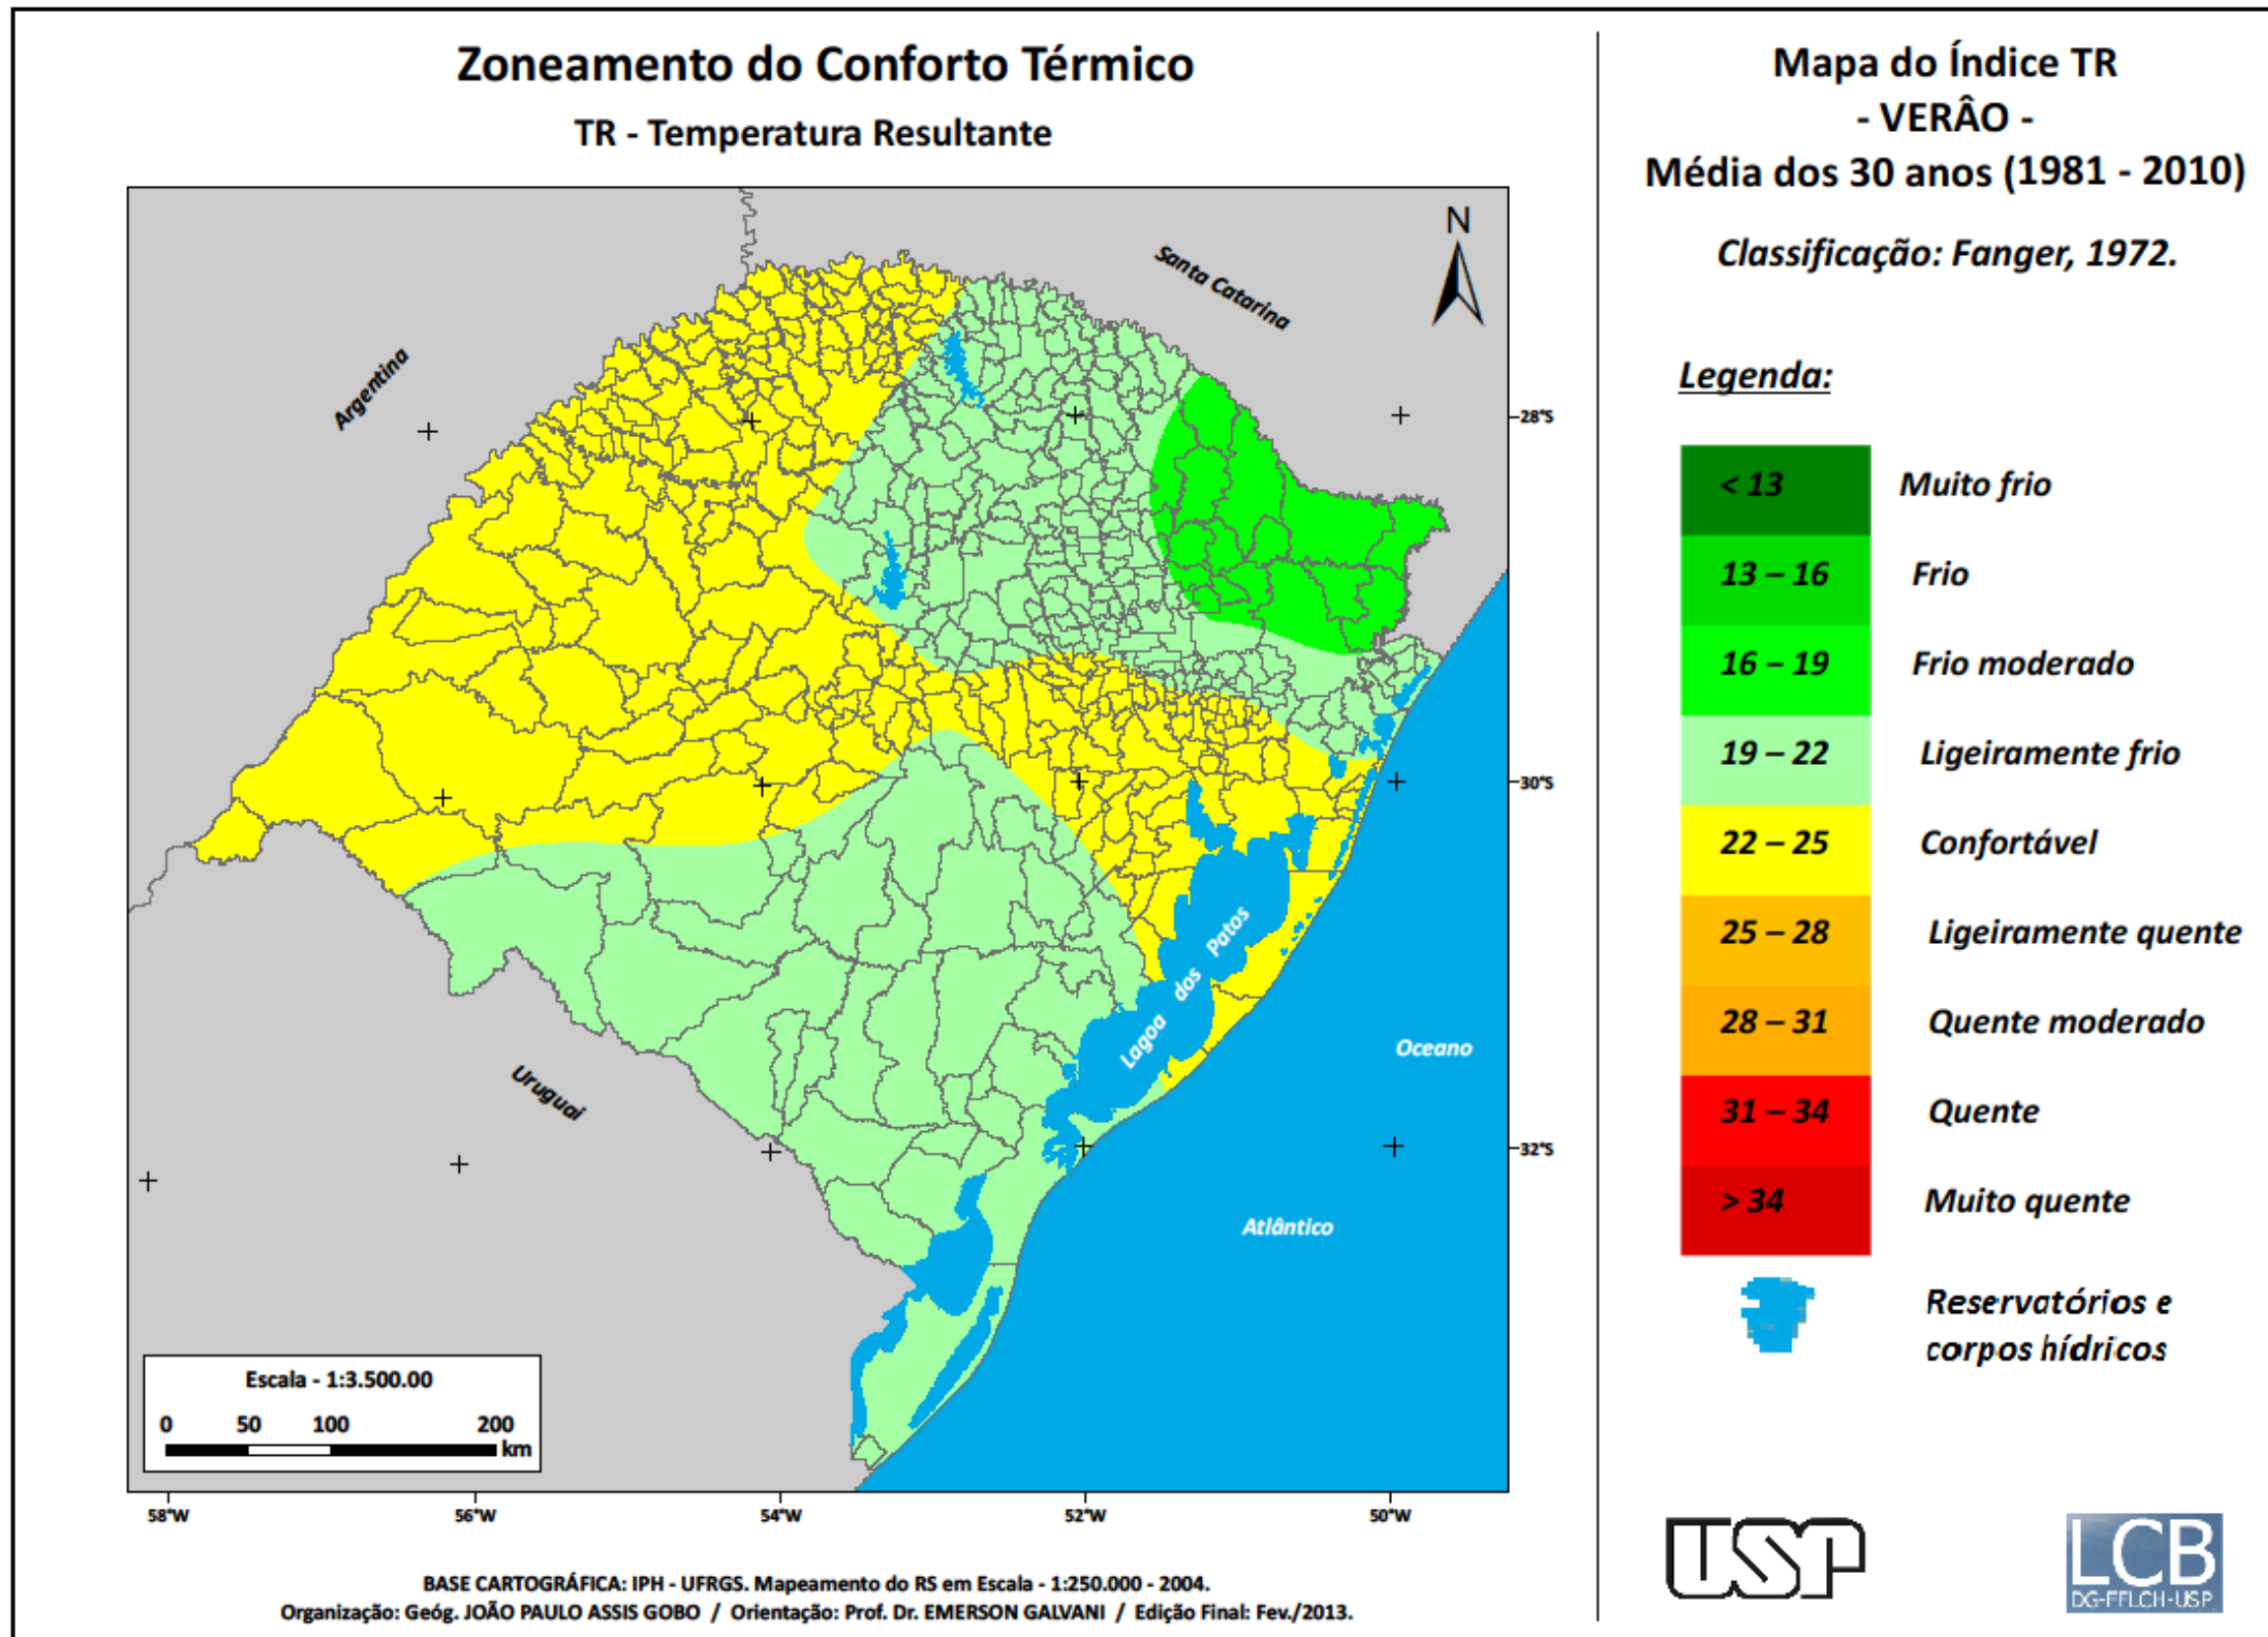 Zoneamento do Conforto Térmico
TR - Temperatura Resultante
Mapa do Índice TR
- VERÂO -
Média dos 30 anos (1981 - 2010)
Classificação: Fanger, 1972.
N
Santa Catarina
Argentina
Uruguai
Lagoa dos Patos
Oceano
Atlântico
28°S
30°S
32°S
58°W
56°W
54°W
52°W
50°W
Escala - 1:3.500.00
0 50 100 200
km
Legenda:
< 13 Muito frio
13 – 16 Frio
16 – 19 Frio moderado
19 – 22 Ligeiramente frio
22 – 25 Confortável
25 – 28 Ligeiramente quente
28 – 31 Quente moderado
31 – 34 Quente
> 34 Muito quente
Reservatórios e
corpos hídricos
BASE CARTOGRÁFICA: IPH - UFRGS. Mapeamento do RS em Escala - 1:250.000 - 2004.
Organização: Geóg. JOÃO PAULO ASSIS GOBO / Orientação: Prof. Dr. EMERSON GALVANI / Edição Final: Fev./2013.
USP
LCB
DG-FFLCH-USP